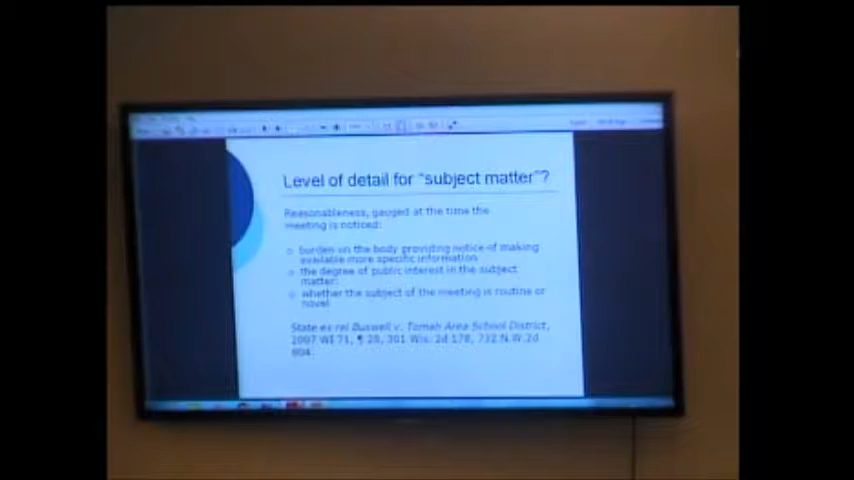 Level of detail for “subject matter”?
Reasonableness, gauged at the time the
meeting is noticed:
burden on the body providing notice of making
available more specific information
the degree of public interest in the subject
matter;
whether the subject of the meeting is routine or
novel
State ex rel Buswell v. Tomah Area School District,
2007 WI 71, ¶ 28, 301 Wis. 2d 178, 732 N.W.2d
804.